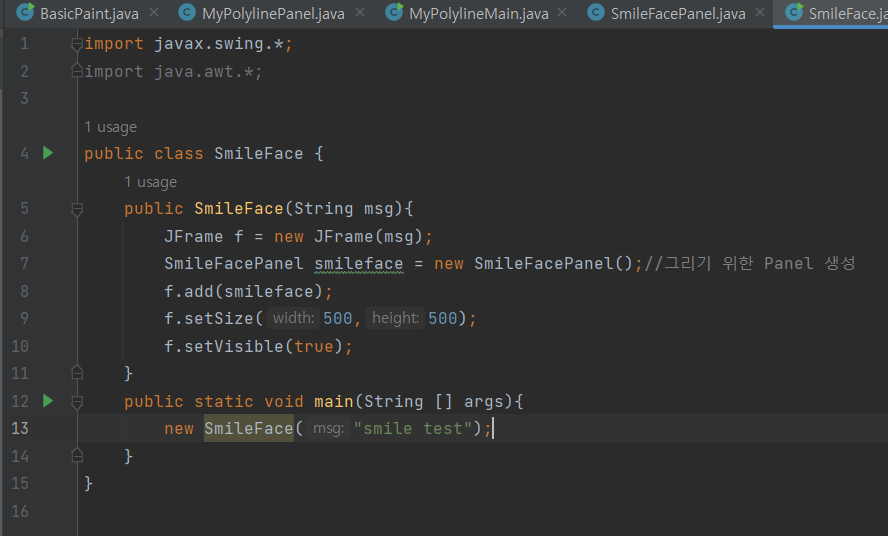 BasicPaint.java MyPolylinePanel.java MyPolylineMain.java SmileFacePanel.java SmileFace.ja
1 import javax.swing.*;
2 import java.awt.*;
3
1 usage
4 public class SmileFace {
1 usage
5 public SmileFace(String msg){
6 JFrame f = new JFrame(msg);
7 SmileFacePanel smileface = new SmileFacePanel();//그리기 위한 Panel 생성
8 f.add(smileface);
9 f.setSize( width: 500, height: 500);
10 f.setVisible(true);
11 }
12 public static void main(String [] args){
13 new SmileFace( msg: "smile test");
14 }
15 }
16